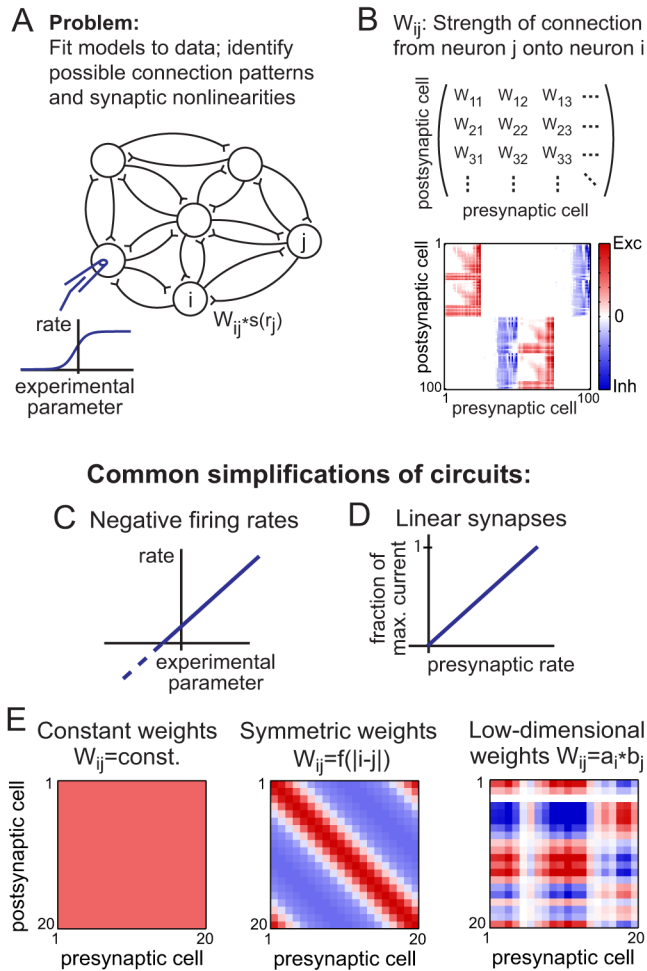 A
Problem:
Fit models to data; identify
possible connection patterns
and synaptic nonlinearities
j
i
Wij*s(rj)
rate
experimental
parameter
B
Wij: Strength of connection
from neuron j onto neuron i
postsynaptic cell
W11 W12 W13 ---
W21 W22 W23 ---
W31 W32 W33 ---
presynaptic cell
postsynaptic cell
1
100
1
100
presynaptic cell
Exc
0
Inh
Common simplifications of circuits:
C Negative firing rates
rate
experimental
parameter
D Linear synapses
fraction of
max. current
1
presynaptic rate
E
Constant weights
Wij=const.
postsynaptic cell
1
20
1
20
presynaptic cell
Symmetric weights
Wij=f(|i-j|)
1
20
1
20
presynaptic cell
Low-dimensional
weights Wij=ai*bj
1
20
1
20
presynaptic cell